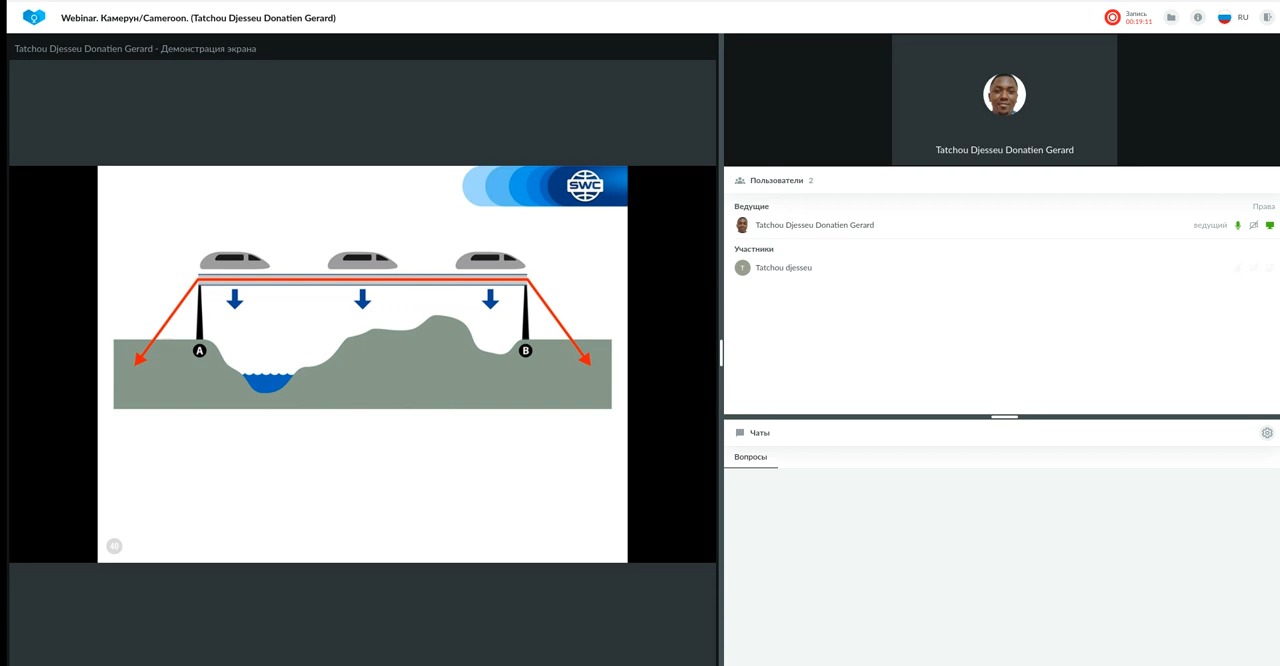 Webinar. Камерун/Cameroon. (Tatchou Djesseu Donatien Gerard)
Запись
00:19:11
RU
Tatchou Djesseu Donatien Gerard - Демонстрация экрана
SWC
A
B
40
Tatchou Djesseu Donatien Gerard
Пользователи 2
Ведущие Права
Tatchou Djesseu Donatien Gerard ведущий
Участники
T Tatchou djesseu
Чаты
Вопросы